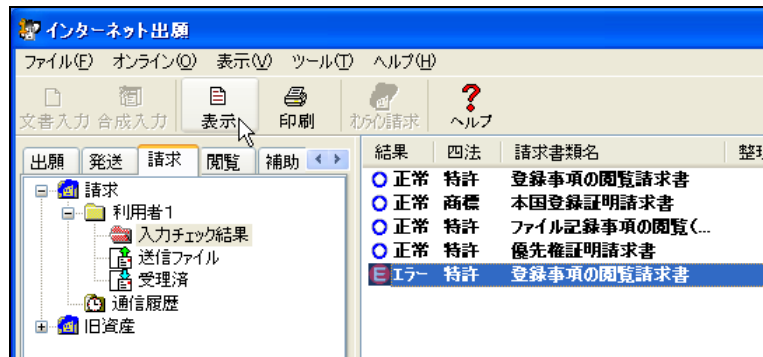 インターネット出願
ファイル(F) オンライン(O) 表示(V) ツール(T) ヘルプ(H)
文書入力 合成入力 表示 印刷 オンライン請求 ヘルプ
出願 発送 請求 閲覧 補助
請求
利用者1
入力チェック結果
送信ファイル
受理済
通信履歴
旧資産
結果 四法 請求書類名 整理
正常 特許 登録事項の閲覧請求書
正常 商標 本国登録証明請求書
正常 特許 ファイル記録事項の閲覧(...
正常 特許 優先権証明請求書
E エラー 特許 登録事項の閲覧請求書